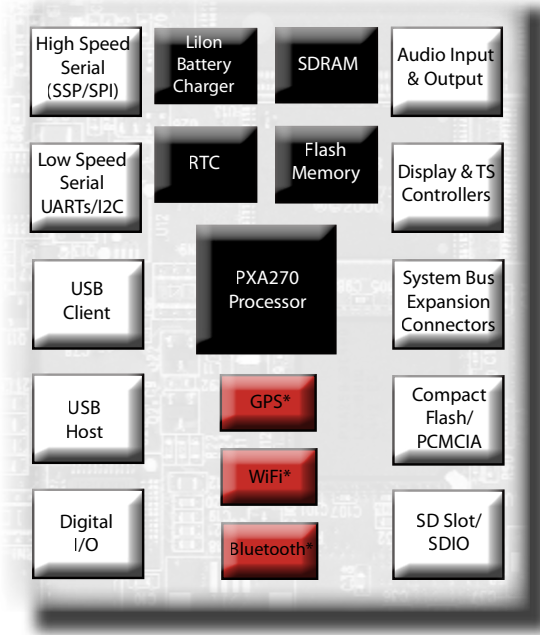 High Speed
Serial
(SSP/SPI)
LiIon
Battery
Charger
SDRAM
Audio Input
& Output
Low Speed
Serial
UARTs/I2C
RTC
Flash
Memory
Display & TS
Controllers
USB
Client
PXA270
Processor
System Bus
Expansion
Connectors
USB
Host
GPS*
Compact
Flash/
PCMCIA
WiFi*
Digital
I/O
Bluetooth*
SD Slot/
SDIO